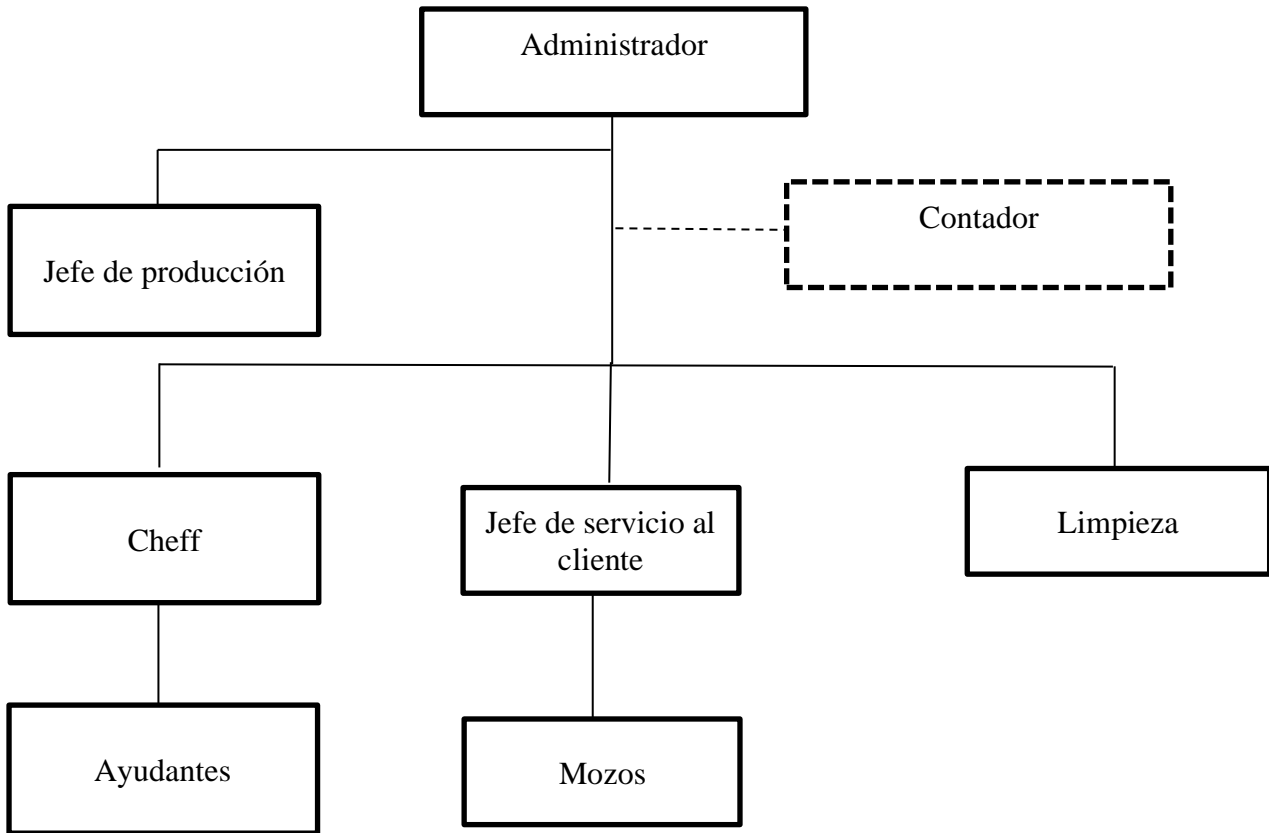 Administrador
Contador
Jefe de producción
Cheff
Jefe de servicio al
cliente
Limpieza
Ayudantes
Mozos